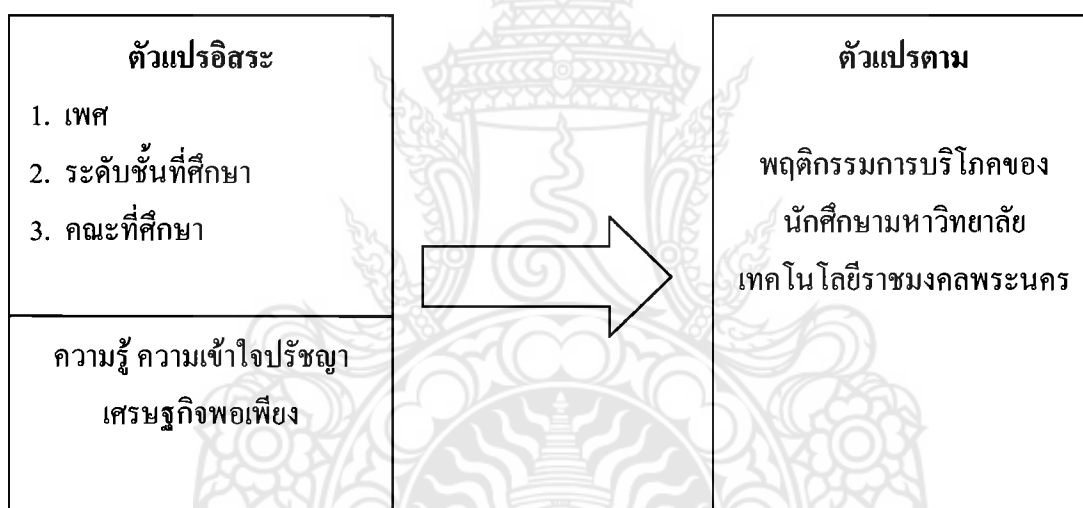 ตัวแปรอิสระ
1. เพศ
2. ระดับชั้นที่ศึกษา
3. คณะที่ศึกษา
ความรู้ ความเข้าใจปรัชญา
เศรษฐกิจพอเพียง
ตัวแปรตาม
พฤติกรรมการบริโภคของ
นักศึกษามหาวิทยาลัย
เทคโนโลยีราชมงคลพระนคร